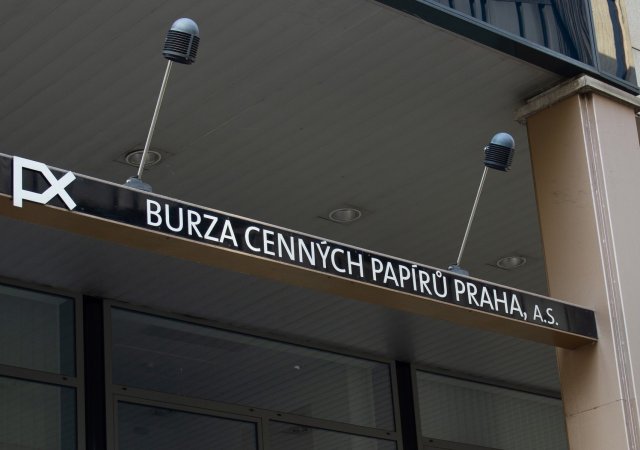 PX BURZA CENNÝCH PAPÍRŮ PRAHA, A.S.